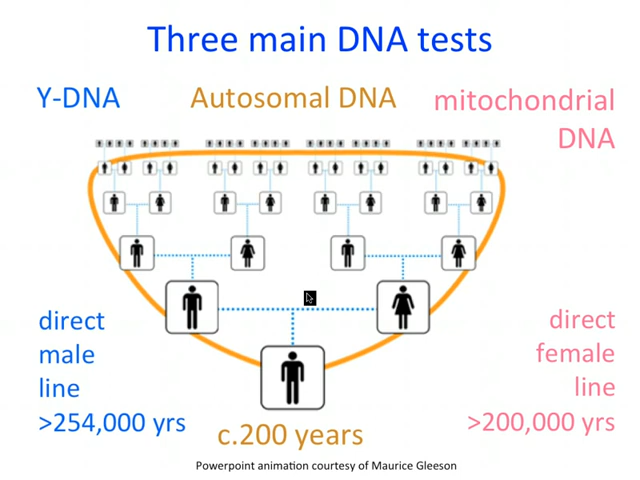 Three main DNA tests
Y-DNA
Autosomal DNA
mitochondrial
DNA
direct
male
line
>254,000 yrs
c.200 years
direct
female
line
>200,000 yrs
Powerpoint animation courtesy of Maurice Gleeson